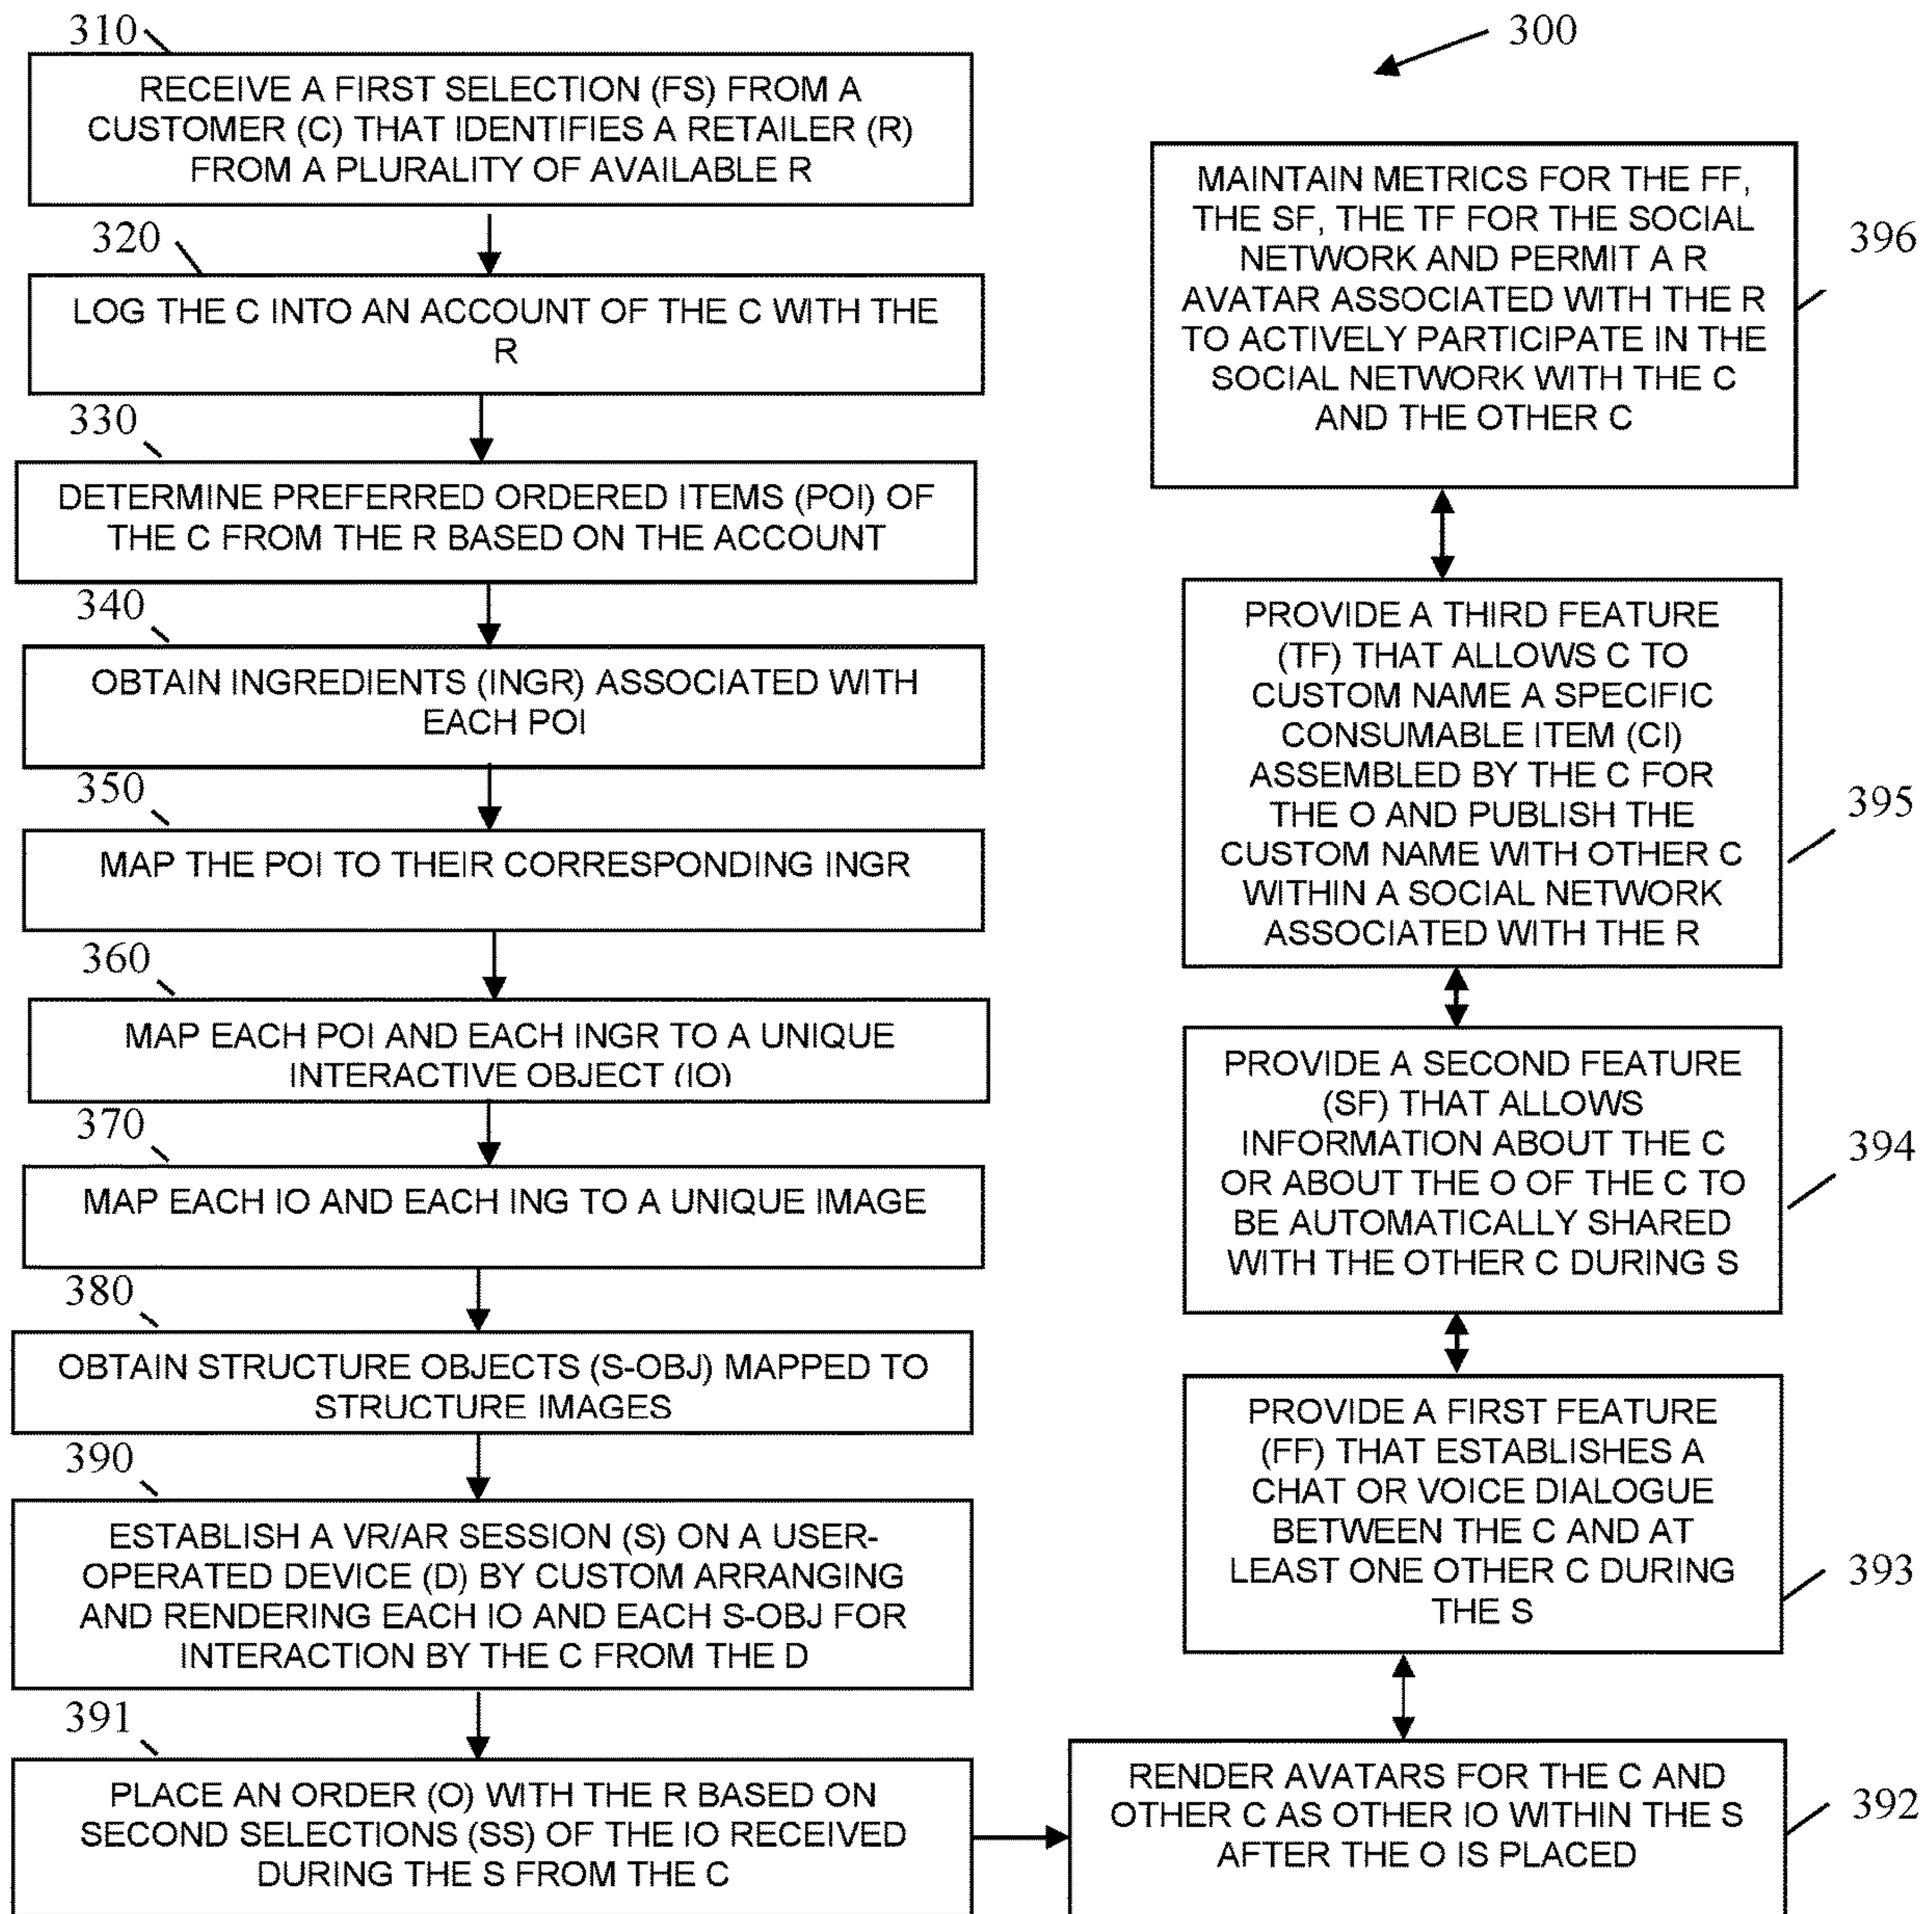 310
RECEIVE A FIRST SELECTION (FS) FROM A
CUSTOMER (C) THAT IDENTIFIES A RETAILER (R)
FROM A PLURALITY OF AVAILABLE R
320
LOG THE C INTO AN ACCOUNT OF THE C WITH THE
R
330
DETERMINE PREFERRED ORDERED ITEMS (POI) OF
THE C FROM THE R BASED ON THE ACCOUNT
340
OBTAIN INGREDIENTS (INGR) ASSOCIATED WITH
EACH POI
350
MAP THE POI TO THEIR CORRESPONDING INGR
360
MAP EACH POI AND EACH INGR TO A UNIQUE
INTERACTIVE OBJECT (IO)
370
MAP EACH IO AND EACH ING TO A UNIQUE IMAGE
380
OBTAIN STRUCTURE OBJECTS (S-OBJ) MAPPED TO
STRUCTURE IMAGES
390
ESTABLISH A VR/AR SESSION (S) ON A USER-
OPERATED DEVICE (D) BY CUSTOM ARRANGING
AND RENDERING EACH IO AND EACH S-OBJ FOR
INTERACTION BY THE C FROM THE D
391
PLACE AN ORDER (O) WITH THE R BASED ON
SECOND SELECTIONS (SS) OF THE IO RECEIVED
DURING THE S FROM THE C
300
MAINTAIN METRICS FOR THE FF,
THE SF, THE TF FOR THE SOCIAL
NETWORK AND PERMIT A R
AVATAR ASSOCIATED WITH THE R
TO ACTIVELY PARTICIPATE IN THE
SOCIAL NETWORK WITH THE C
AND THE OTHER C
396
PROVIDE A THIRD FEATURE
(TF) THAT ALLOWS C TO
CUSTOM NAME A SPECIFIC
CONSUMABLE ITEM (CI)
ASSEMBLED BY THE C FOR
THE O AND PUBLISH THE
CUSTOM NAME WITH OTHER C
WITHIN A SOCIAL NETWORK
ASSOCIATED WITH THE R
395
PROVIDE A SECOND FEATURE
(SF) THAT ALLOWS
INFORMATION ABOUT THE C
OR ABOUT THE O OF THE C TO
BE AUTOMATICALLY SHARED
WITH THE OTHER C DURING S
394
PROVIDE A FIRST FEATURE
(FF) THAT ESTABLISHES A
CHAT OR VOICE DIALOGUE
BETWEEN THE C AND AT
LEAST ONE OTHER C DURING
THE S
393
RENDER AVATARS FOR THE C AND
OTHER C AS OTHER IO WITHIN THE S
AFTER THE O IS PLACED
392